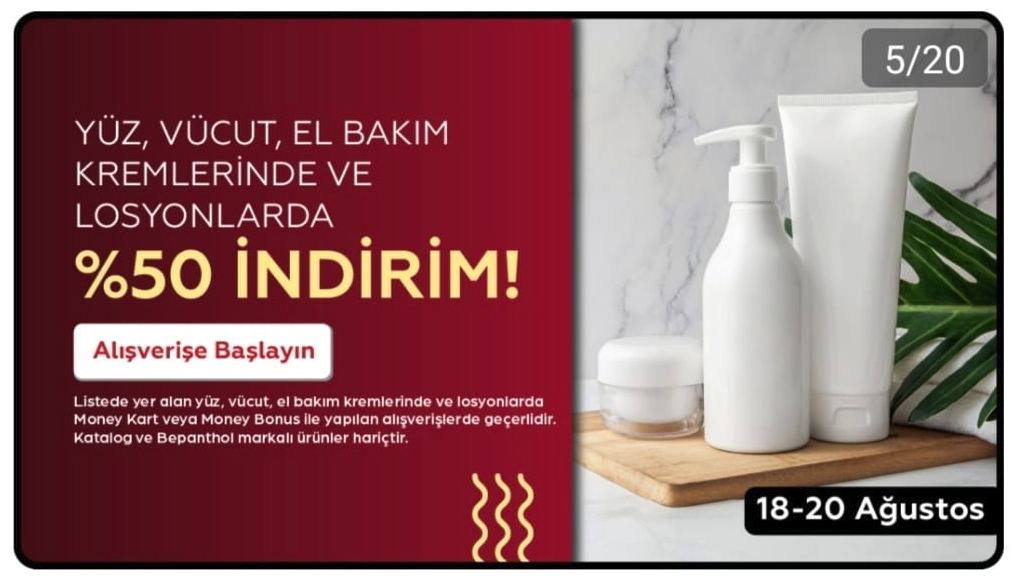 5/20
YÜZ, VÜCUT, EL BAKIM
KREMLERİNDE VE
LOSYONLARDA
%50 İNDİRİM!
Alışverişe Başlayın
Listede yer alan yüz, vücut, el bakım kremlerinde ve losyonlarda
Money Kart veya Money Bonus ile yapılan alışverişlerde geçerlidir.
Katalog ve Bepanthol markalı ürünler hariçtir.
18-20 Ağustos